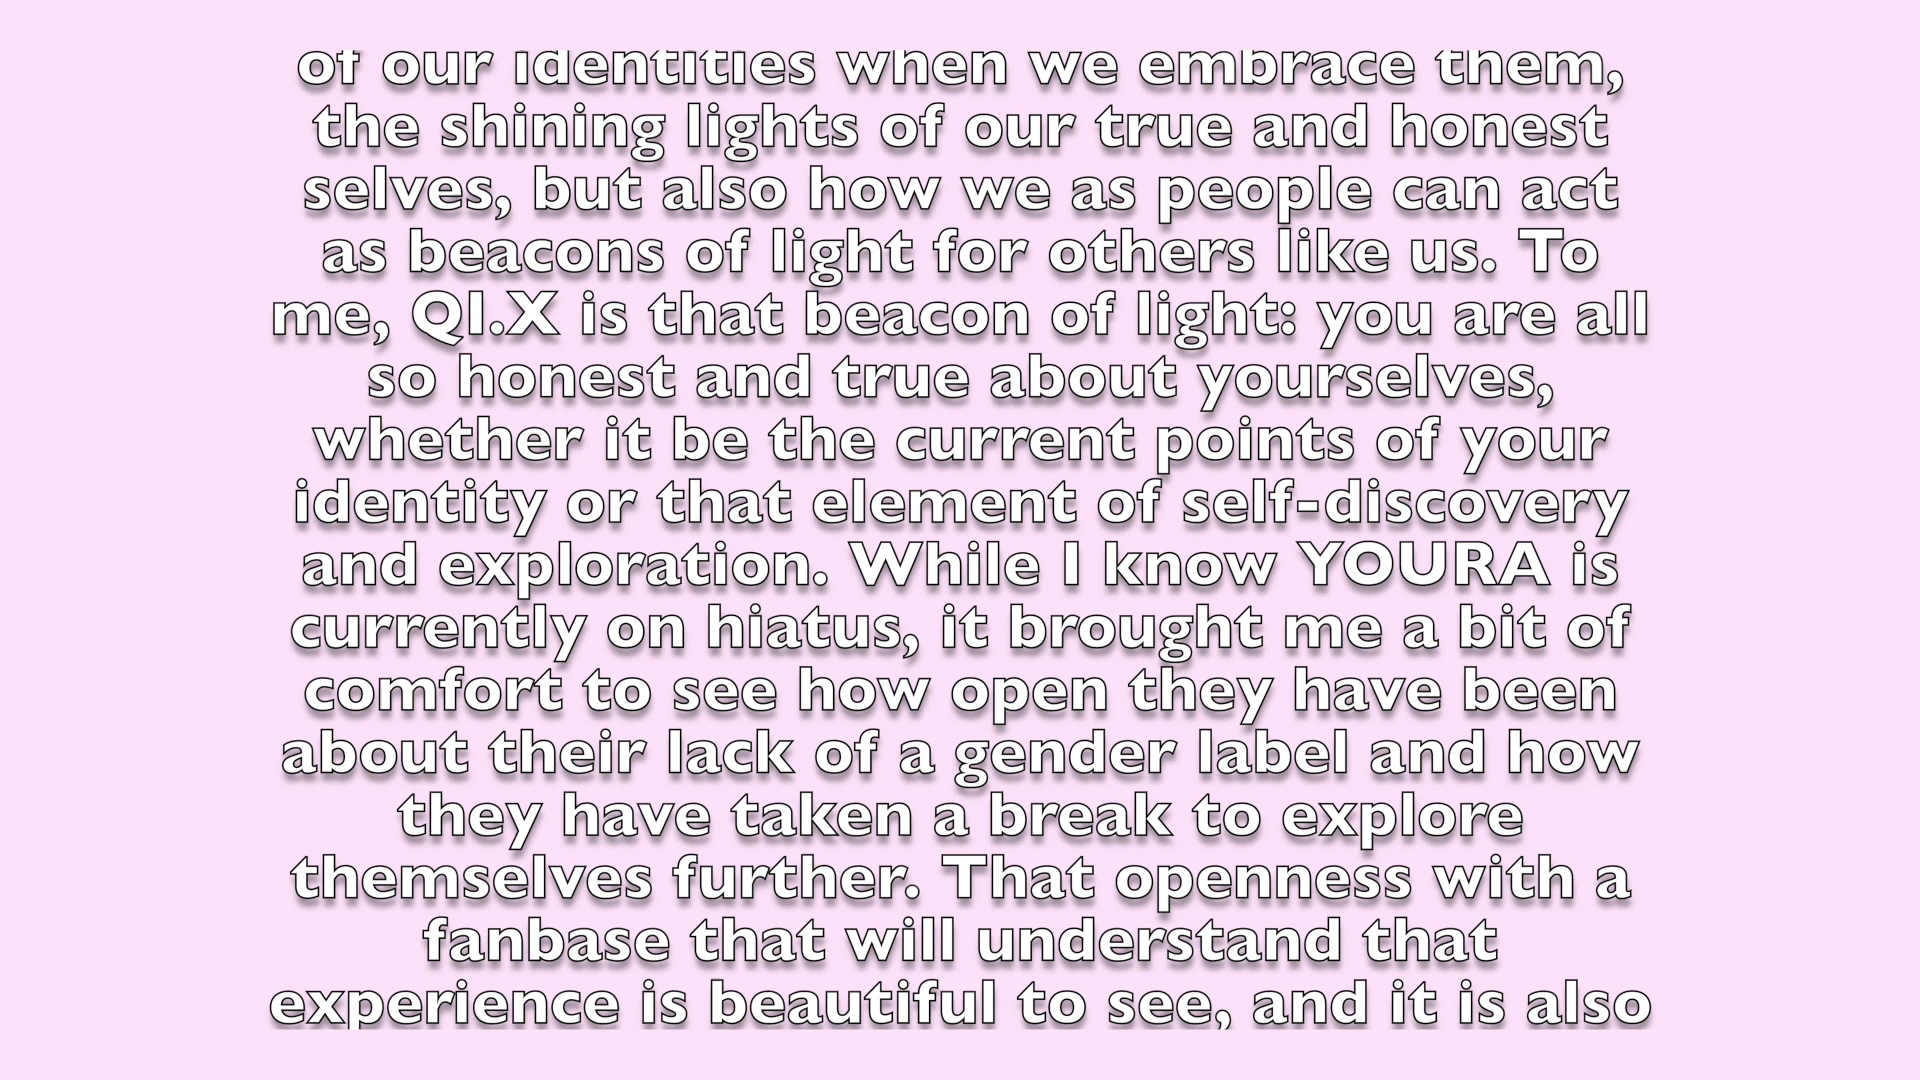 of our identities when we embrace them,
the shining lights of our true and honest
selves, but also how we as people can act
as beacons of light for others like us. To
me, QI.X is that beacon of light: you are all
so honest and true about yourselves,
whether it be the current points of your
identity or that element of self-discovery
and exploration. While I know YOURA is
currently on hiatus, it brought me a bit of
comfort to see how open they have been
about their lack of a gender label and how
they have taken a break to explore
themselves further. That openness with a
fanbase that will understand that
experience is beautiful to see, and it is also